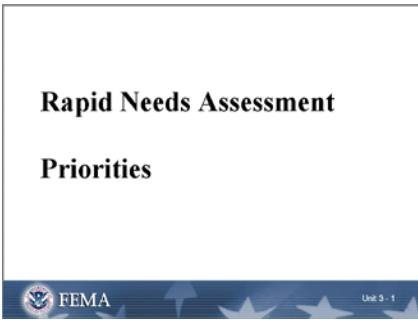 Rapid Needs Assessment
Priorities
FEMA
Unit 3 - 1